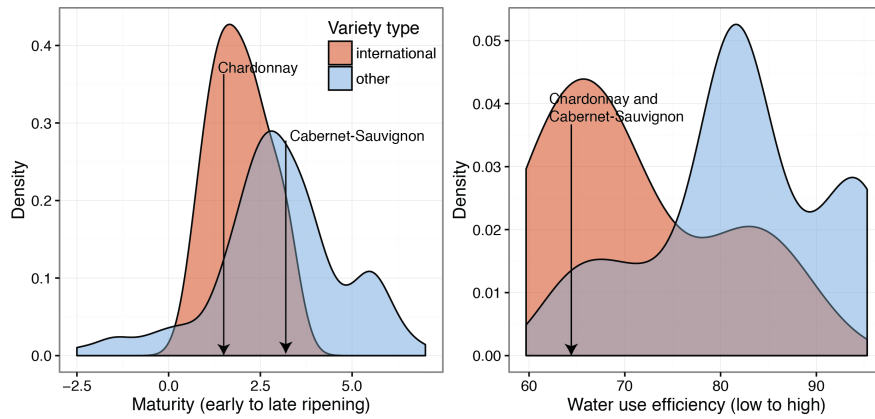 Variety type
international
other
Chardonnay
Cabernet-Sauvignon
0.4
0.3
0.2
0.1
0.0
Density
−2.5
0.0
2.5
5.0
Maturity (early to late ripening)
Chardonnay and
Cabernet-Sauvignon
0.05
0.04
0.03
0.02
0.01
0.00
Density
60
70
80
90
Water use efficiency (low to high)